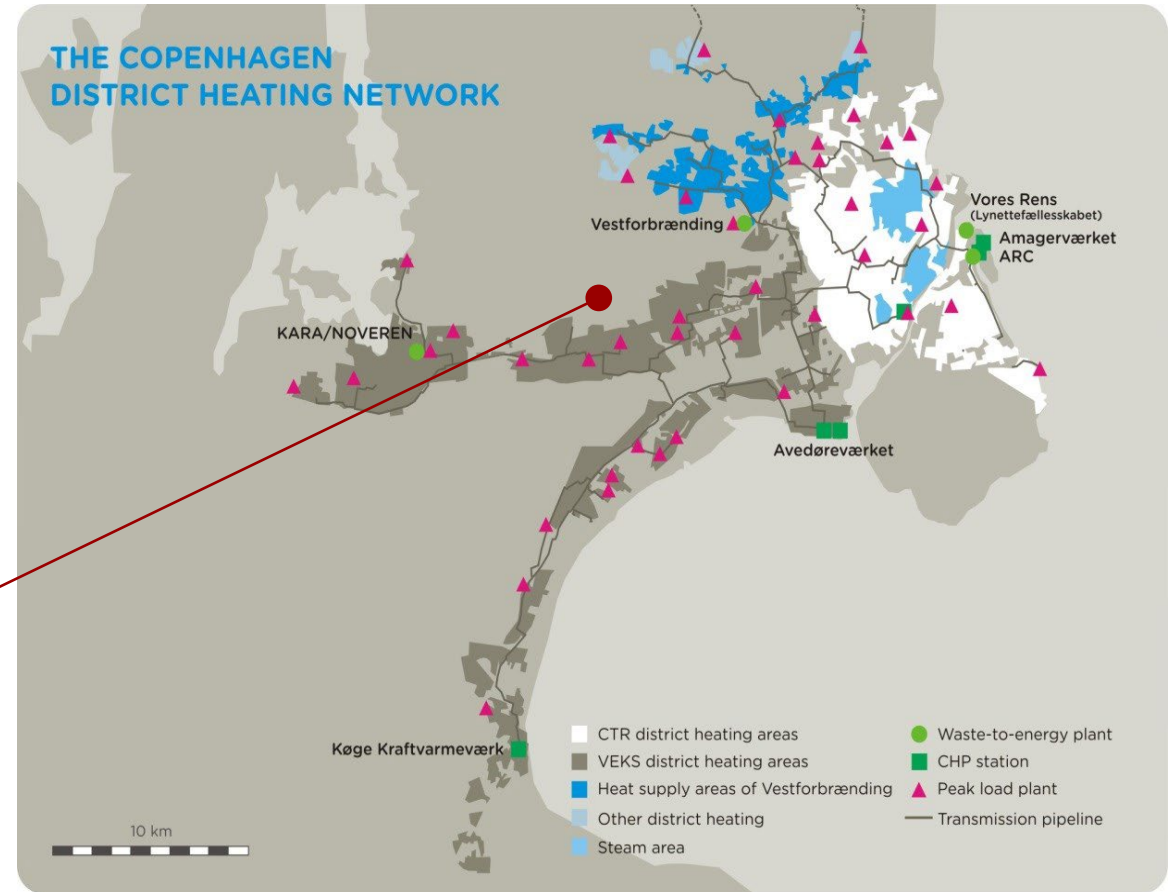 THE COPENHAGEN
DISTRICT HEATING NETWORK
Vestforbrænding
Vores Rens
(Lynettefællesskabet)
Amagerværket
ARC
KARA/NOVEREN
Avedøreværket
Køge Kraftvarmeværk
CTR district heating areas
VEKS district heating areas
Heat supply areas of Vestforbrænding
Other district heating
Steam area
Waste-to-energy plant
CHP station
Peak load plant
Transmission pipeline
10 km